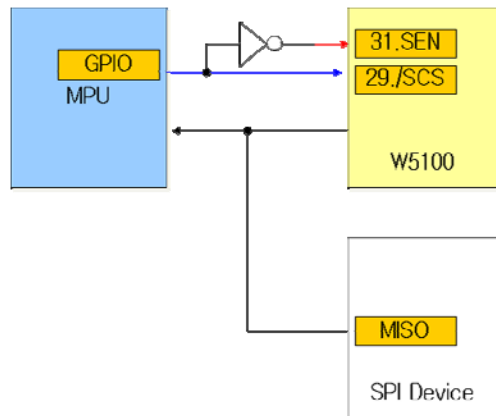 GPIO
MPU
31.SEN
29./SCS
W5100
MISO
SPI Device